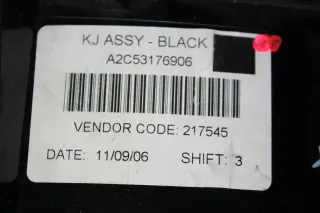 KJ ASSY - BLACK
A2C53176906
VENDOR CODE: 217545
DATE: 11/09/06 SHIFT: 3